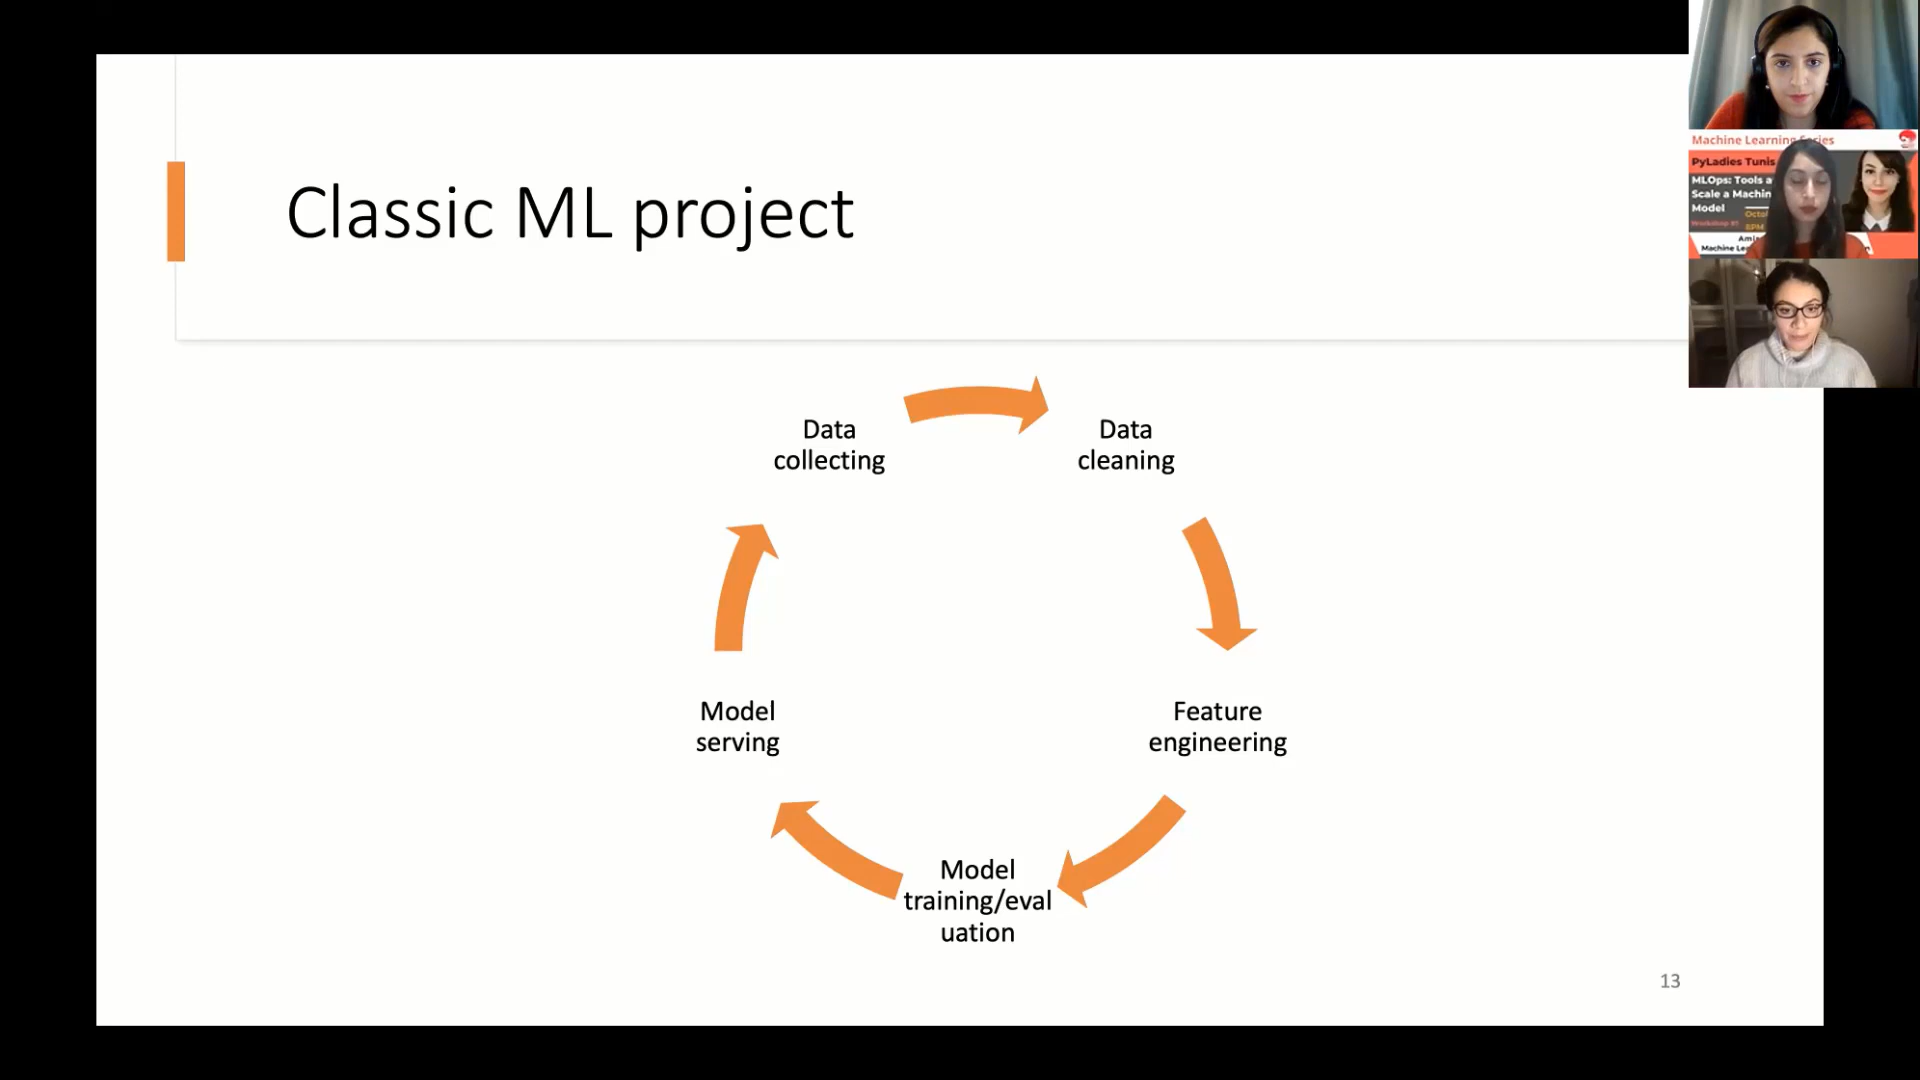 Classic ML project
Data
collecting
Data
cleaning
Feature
engineering
Model
training/eval
uation
Model
serving
13
Machine Learning Series
PyLadies Tunis
MLOps: Tools
Scale a Machin
Model
8PM